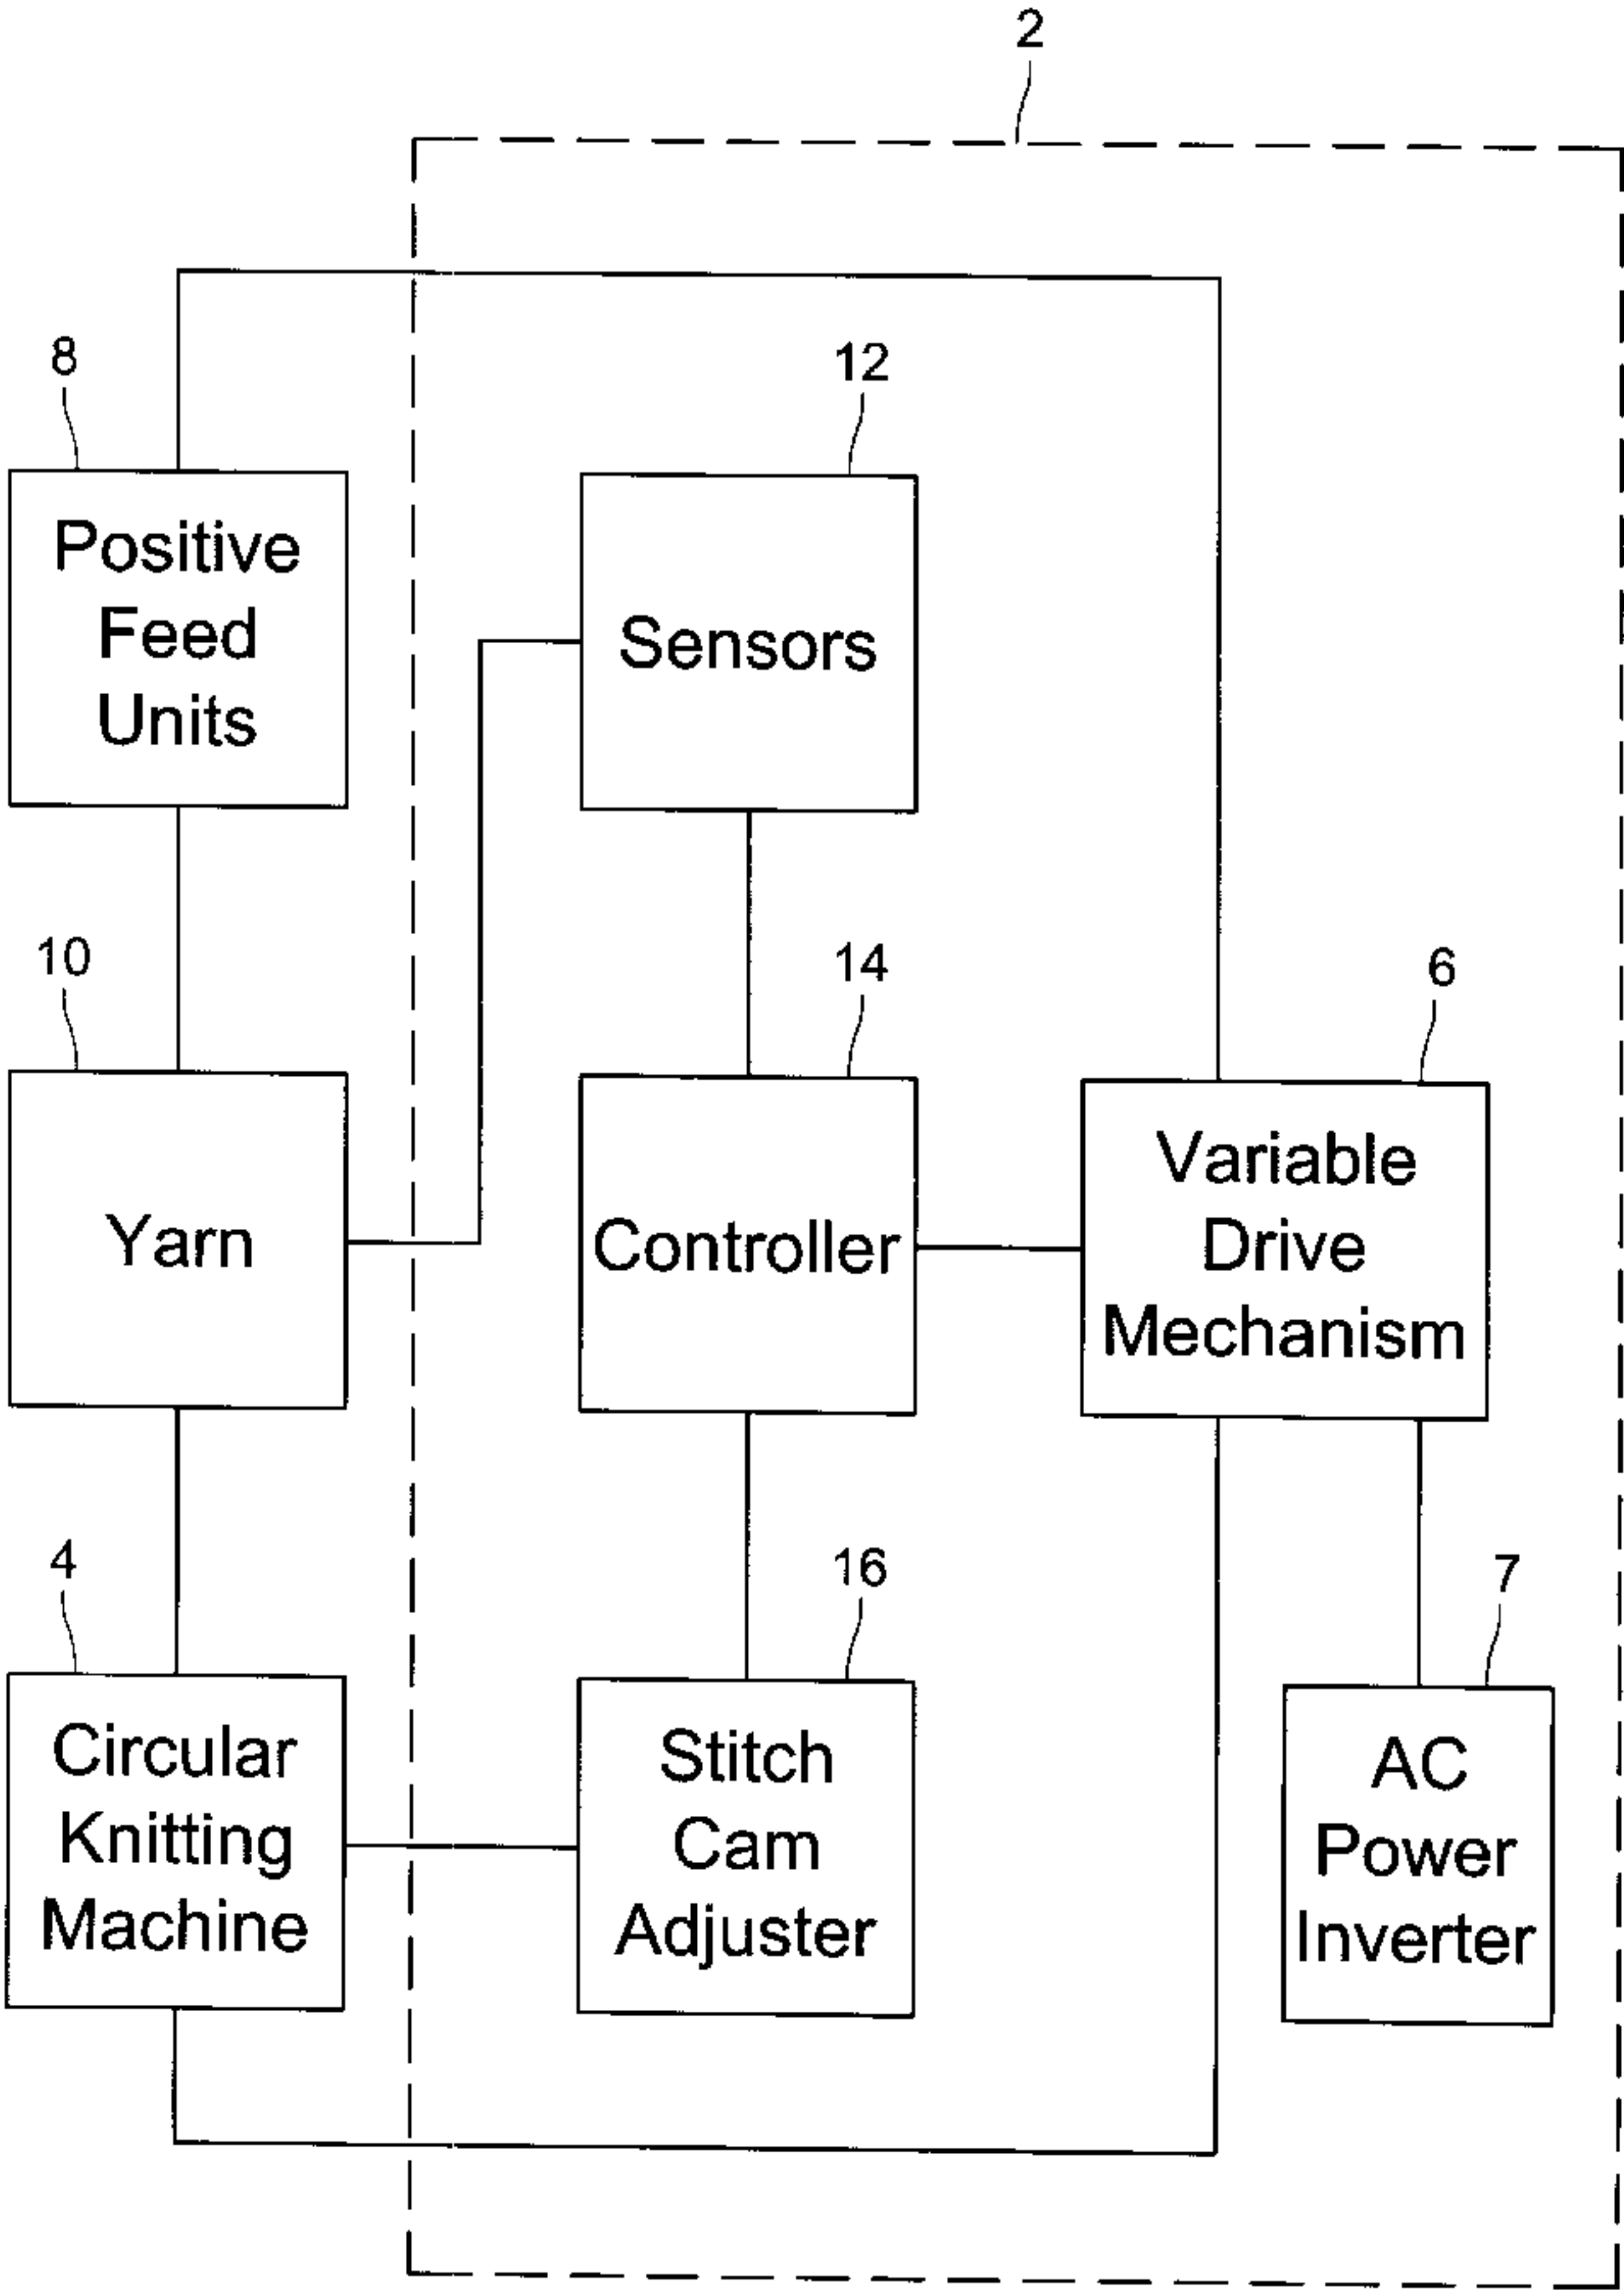 2
8
Positive
Feed
Units
12
Sensors
10
Yarn
14
Controller
6
Variable
Drive
Mechanism
4
Circular
Knitting
Machine
16
Stitch
Cam
Adjuster
7
AC
Power
Inverter